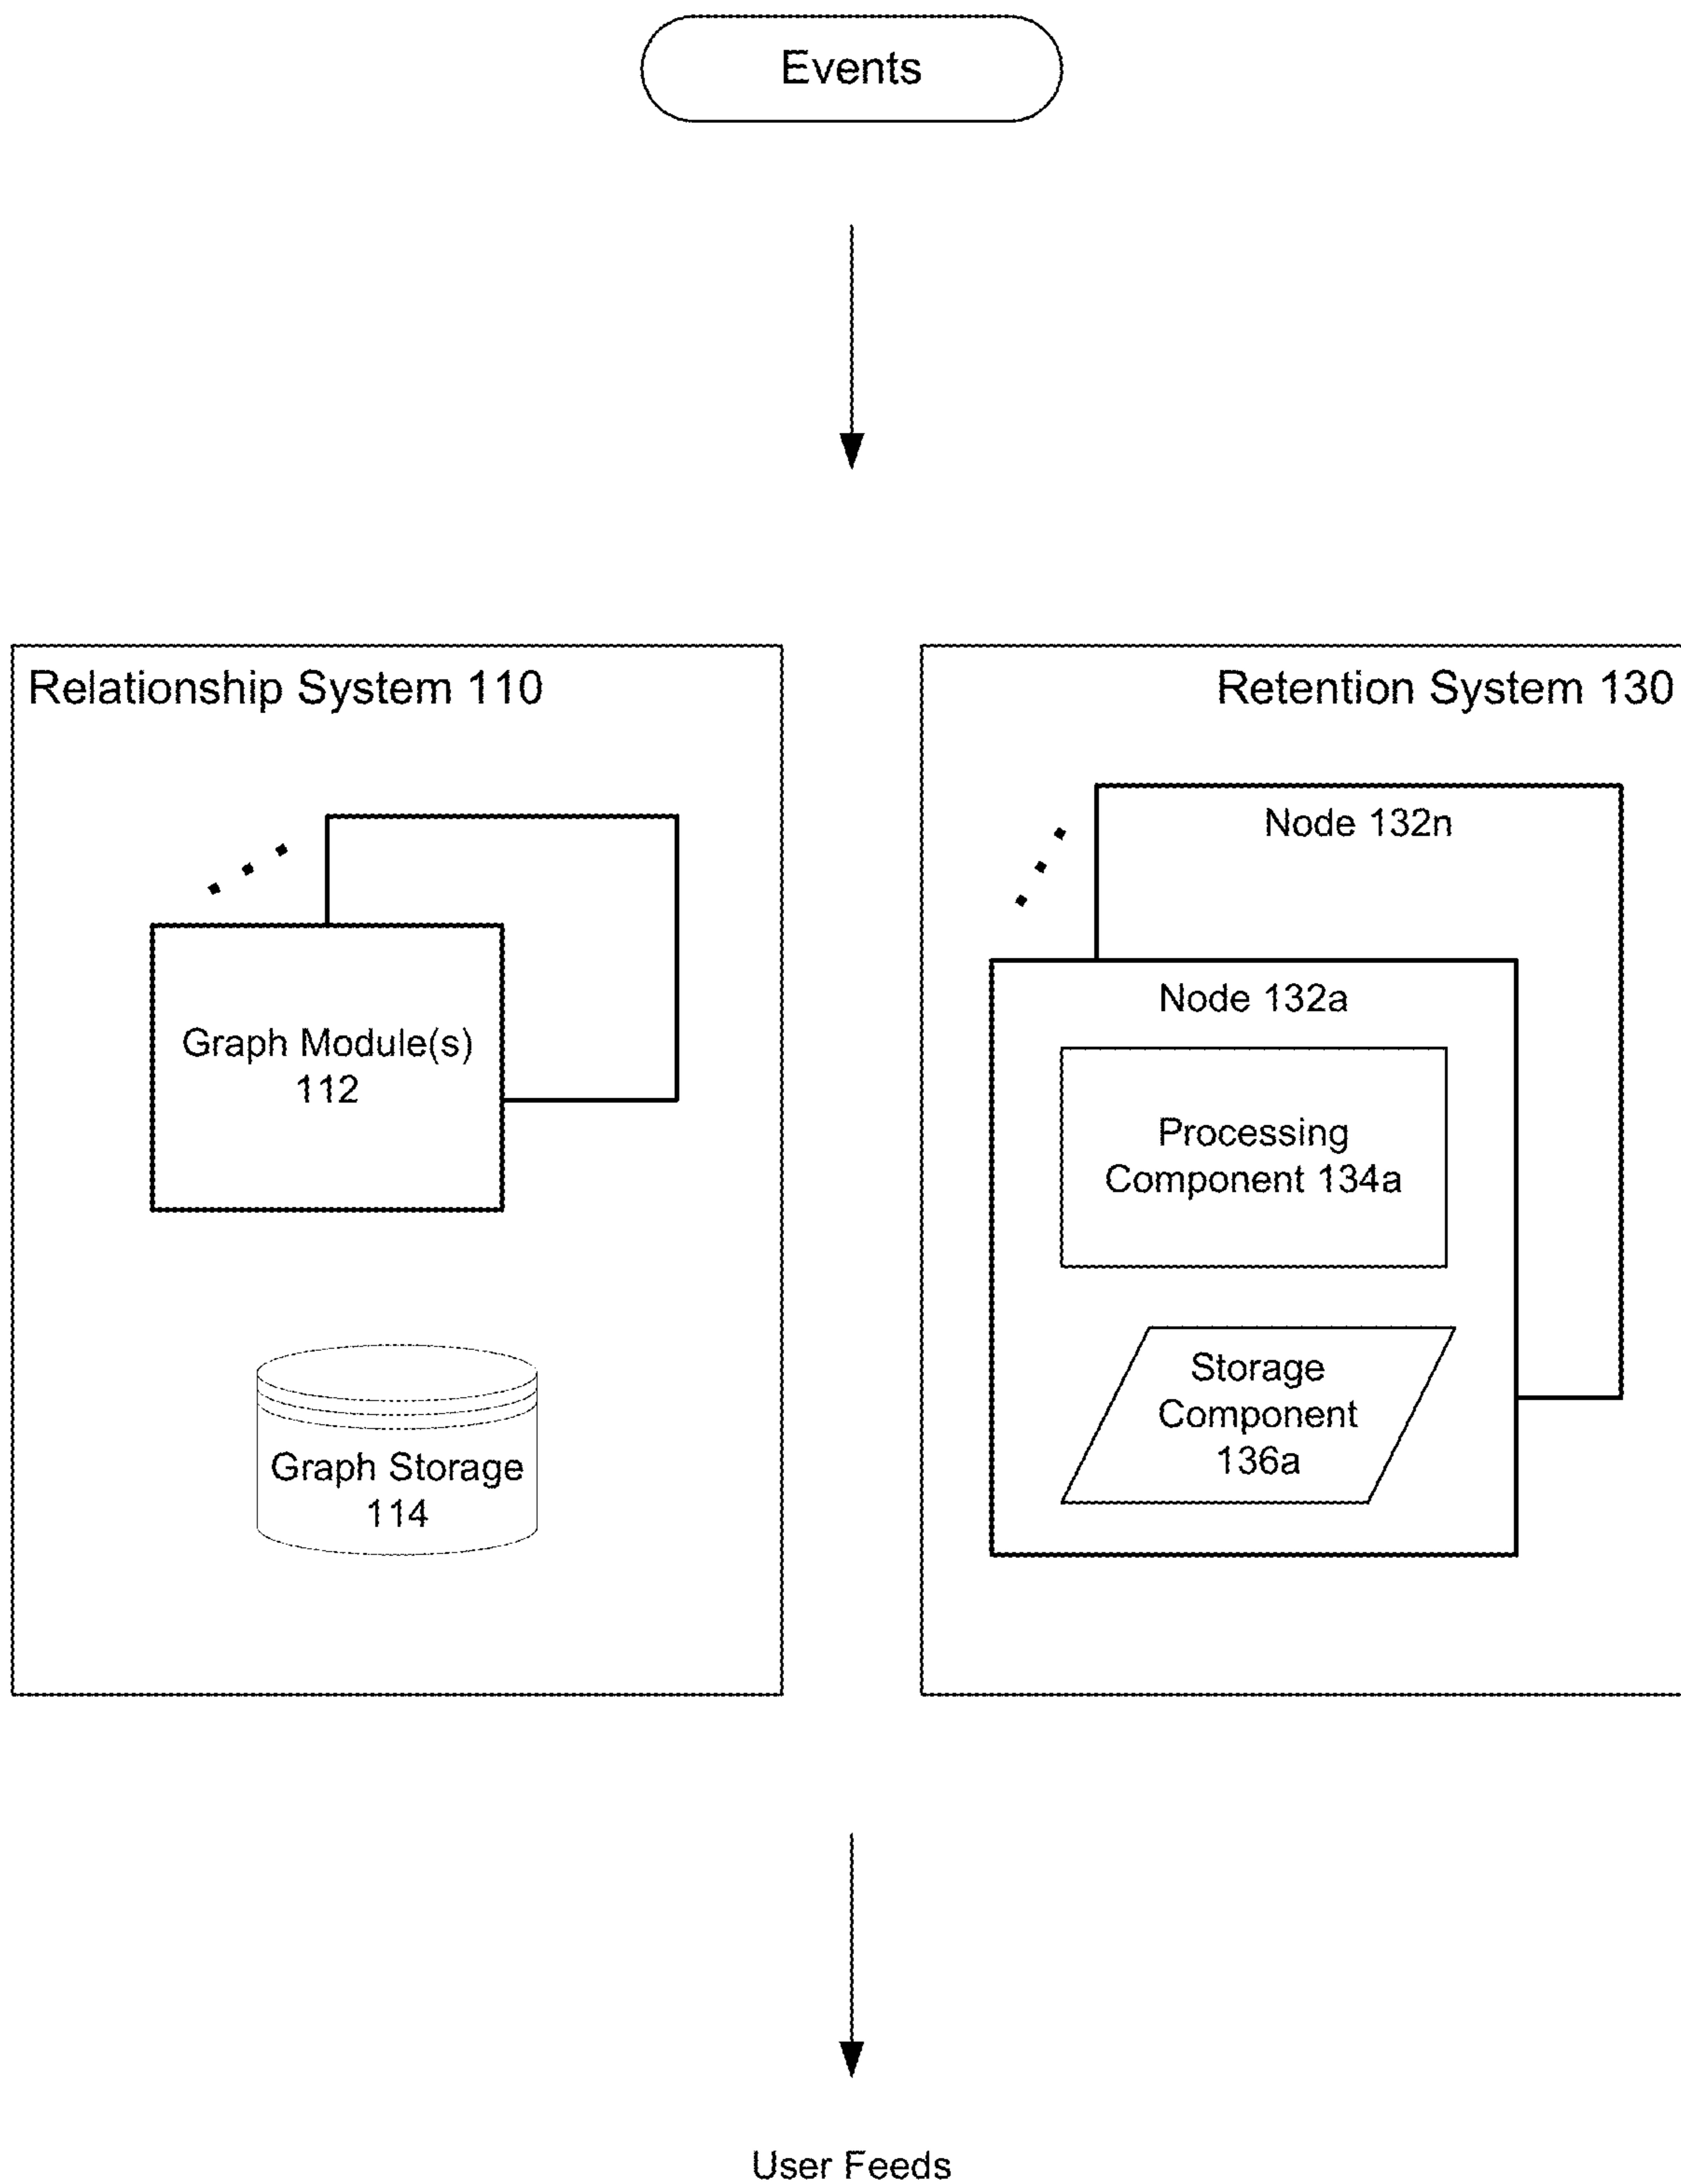 Events
Relationship System 110
Graph Module(s)
112
Graph Storage
114
Retention System 130
Node 132n
Node 132a
Processing
Component 134a
Storage
Component
136a
User Feeds